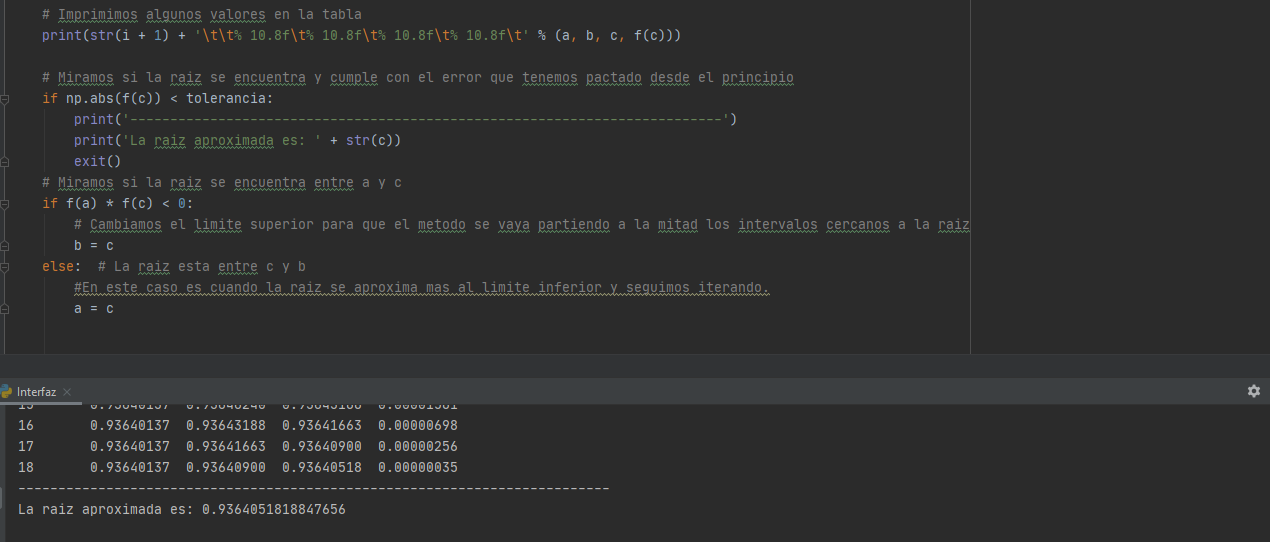 # Imprimimos algunos valores en la tabla
print(str(i + 1) + '\t\t% 10.8f\t% 10.8f\t% 10.8f\t% 10.8f\t' % (a, b, c, f(c)))
# Miramos si la raiz se encuentra y cumple con el error que tenemos pactado desde el principio
if np.abs(f(c)) < tolerancia:
print('--------------------------------------------------------------------------')
print('La raiz aproximada es: ' + str(c))
exit()
# Miramos si la raiz se encuentra entre a y c
if f(a) * f(c) < 0:
# Cambiamos el limite superior para que el metodo se vaya partiendo a la mitad los intervalos cercanos a la raiz
b = c
else:  # La raiz esta entre c y b
#En este caso es cuando la raiz se aproxima mas al limite inferior y seguimos iterando.
a = c
Interfaz
16 0.93640137 0.93643188 0.93641663 0.00000698
17 0.93640137 0.93641663 0.93640900 0.00000256
18 0.93640137 0.93640900 0.93640518 0.00000035
--------------------------------------------------------------------------
La raiz aproximada es: 0.9364051818847656